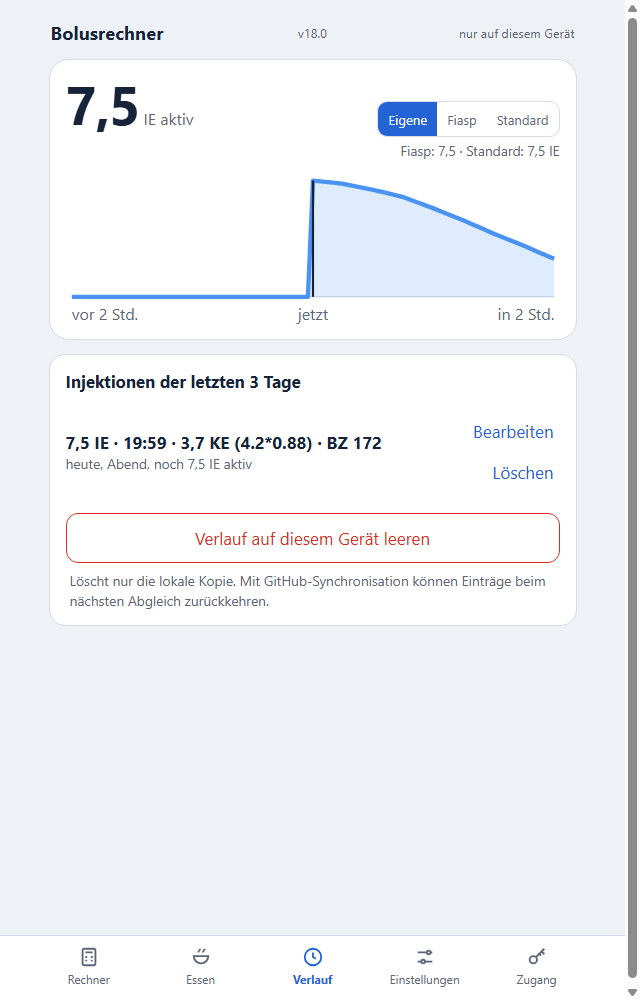 Bolusrechner v18.0 nur auf diesem Gerät
7,5 IE aktiv
Eigene Fiasp Standard
Fiasp: 7,5 · Standard: 7,5 IE
vor 2 Std. jetzt in 2 Std.
Injektionen der letzten 3 Tage
7,5 IE · 19:59 · 3,7 KE (4.2*0.88) · BZ 172
heute, Abend, noch 7,5 IE aktiv
Bearbeiten
Löschen
Verlauf auf diesem Gerät leeren
Löscht nur die lokale Kopie. Mit GitHub-Synchronisation können Einträge beim
nächsten Abgleich zurückkehren.
Rechner Essen Verlauf Einstellungen Zugang